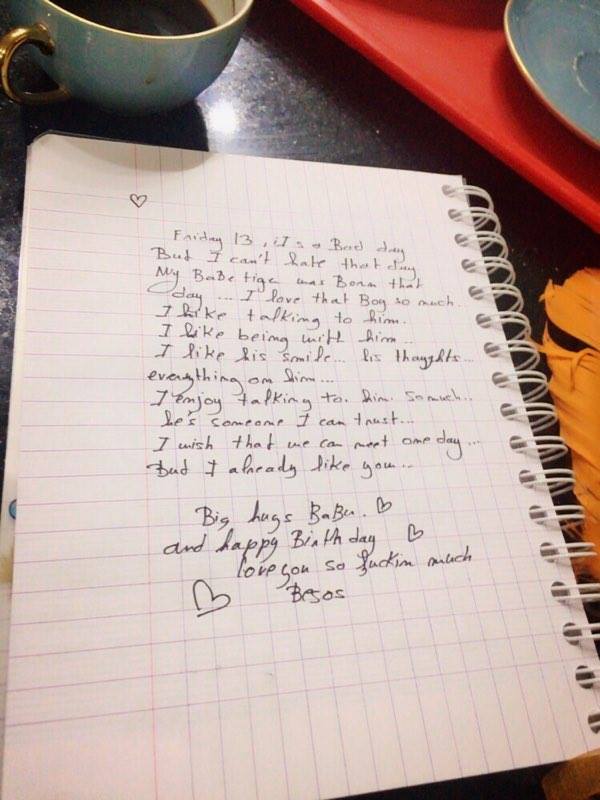 Friday 13, it's a Bad day
But I can't hate that day
My BaBe tige was Born that
day ... I love that Boy so much.
I like talking to him.
I like being with him...
I like his smile... his thoughts...
everything on him...
I enjoy talking to. him. so much..
he's someone I can trust...
I wish that we can meet one day...
But I already like you...
Big hugs BaBu.
and happy Birthday
love you so fuckin much
Besos